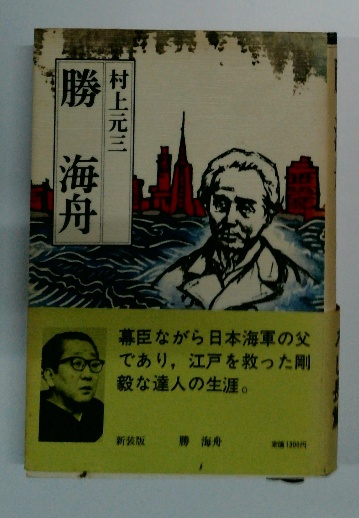 村上元三
勝 海舟
幕臣ながら日本海軍の父
であり，江戸を救った剛
毅な達人の生涯。
新装版 勝 海舟